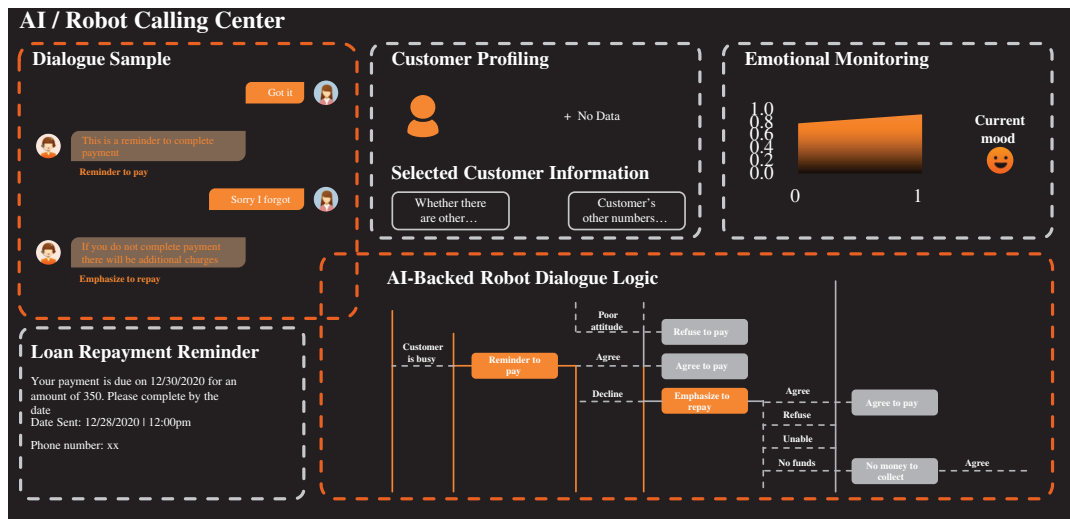 AI / Robot Calling Center
Dialogue Sample
Got it
This is a reminder to complete
payment
Reminder to pay
Sorry I forgot
If you do not complete payment
there will be additional charges
Emphasize to repay
Customer Profiling
+ No Data
Selected Customer Information
Whether there
are other…
Customer’s
other numbers…
Emotional Monitoring
1.0
0.8
0.6
0.4
0.2
0.0
0
1
Current
mood
Loan Repayment Reminder
Your payment is due on 12/30/2020 for an
amount of 350. Please complete by the
date
Date Sent: 12/28/2020 | 12:00pm
Phone number: xx
AI-Backed Robot Dialogue Logic
Customer
is busy
Reminder to
pay
Poor
attitude
Refuse to pay
Agree
Agree to pay
Decline
Emphasize to
repay
Agree
Agree to pay
Refuse
Unable
No funds
No money to
collect
Agree